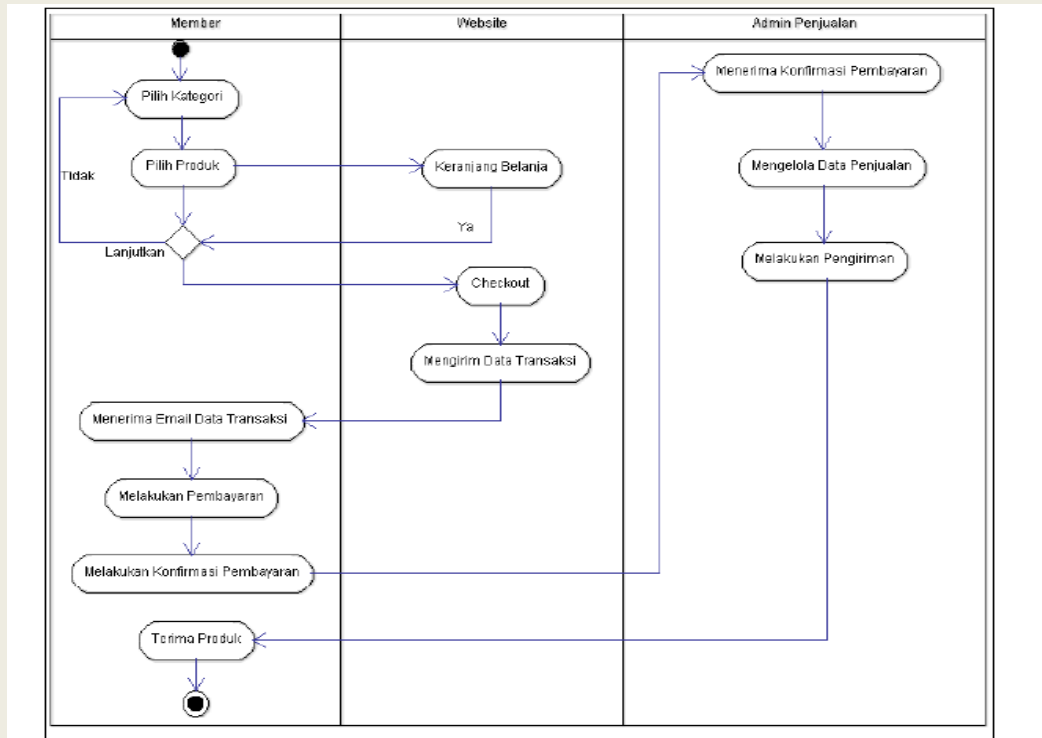 Member
Website
Admin Penjualan
Pilih Kategori
Menerima Konfirmasi Pembayaran
Pilih Produk
Keranjang Belanja
Mengelola Data Penjualan
Tidak
Ya
Lanjutkan
Melakukan Pengiriman
Checkout
Mengirim Data Transaksi
Menerima Email Data Transaksi
Melakukan Pembayaran
Melakukan Konfirmasi Pembayaran
Terima Produk